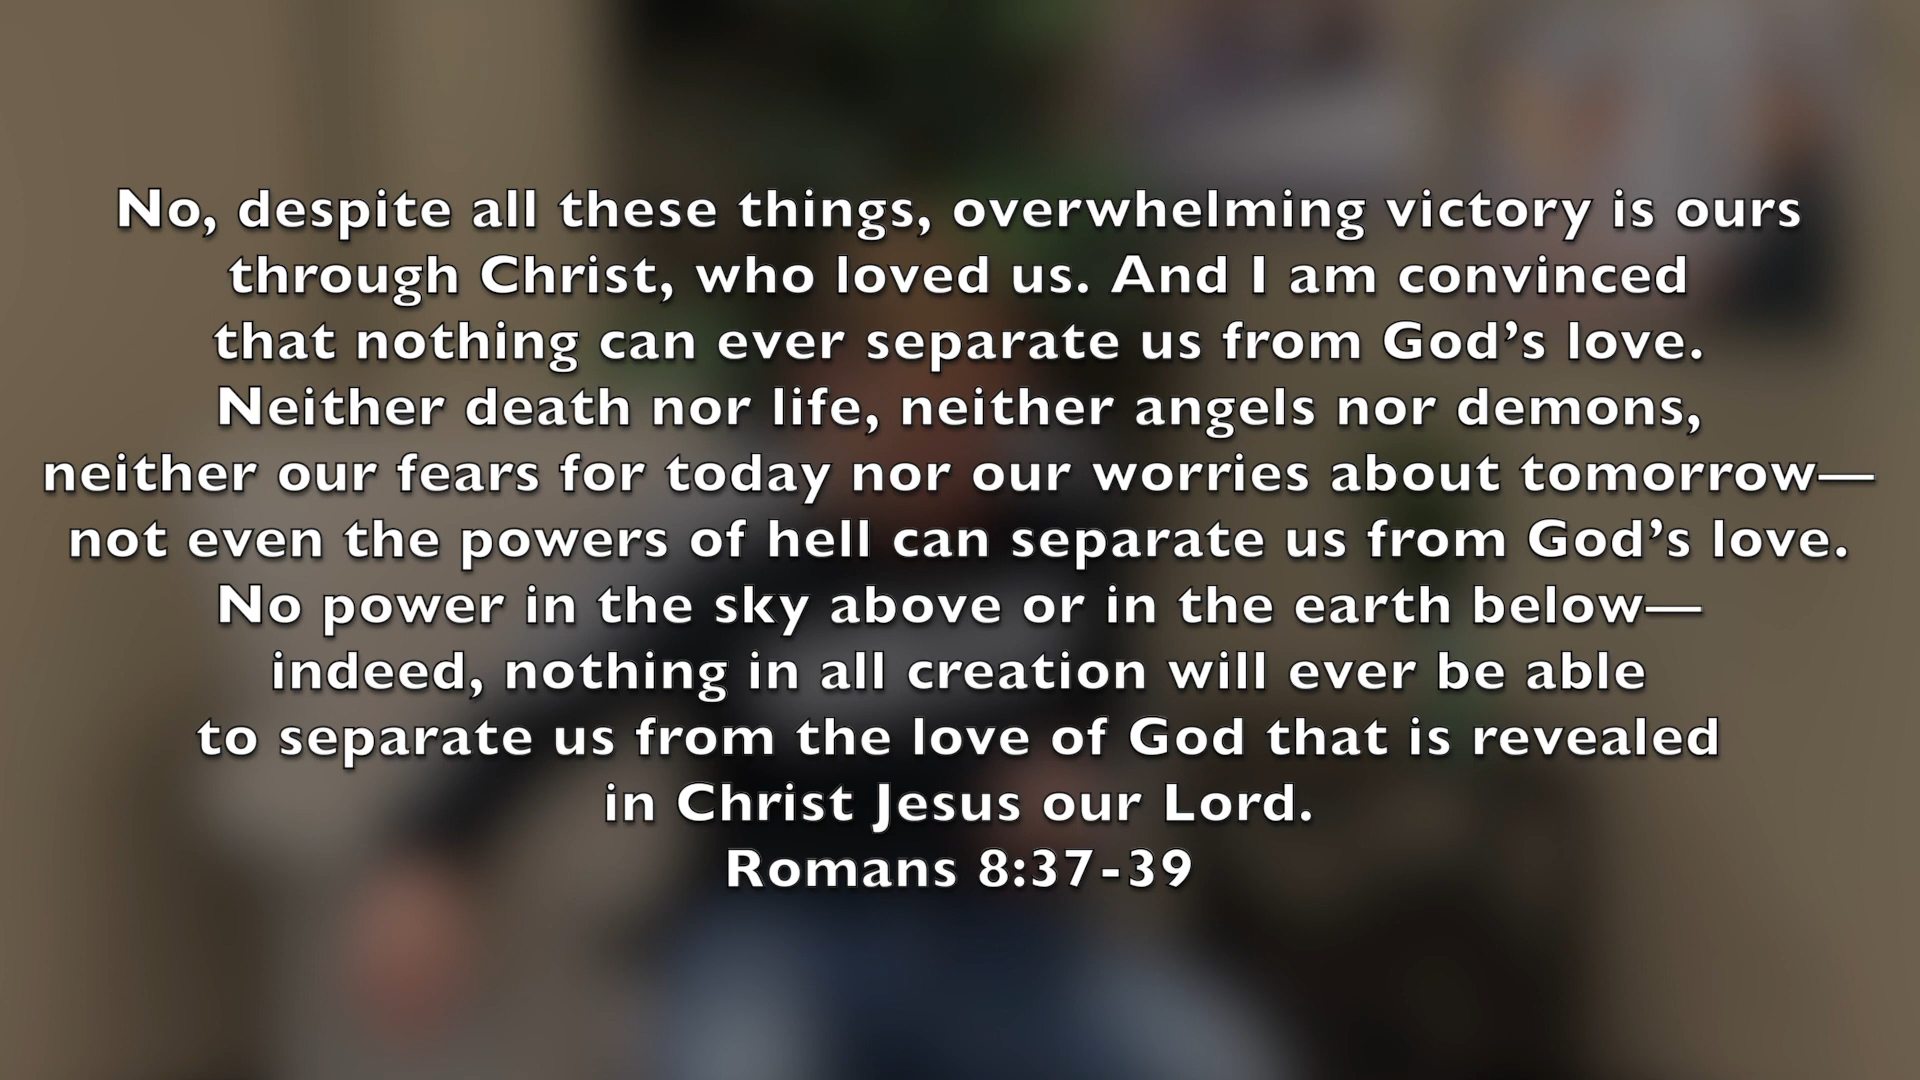 No, despite all these things, overwhelming victory is ours
through Christ, who loved us. And I am convinced
that nothing can ever separate us from God’s love.
Neither death nor life, neither angels nor demons,
neither our fears for today nor our worries about tomorrow—
not even the powers of hell can separate us from God’s love.
No power in the sky above or in the earth below—
indeed, nothing in all creation will ever be able
to separate us from the love of God that is revealed
in Christ Jesus our Lord.
Romans 8:37-39